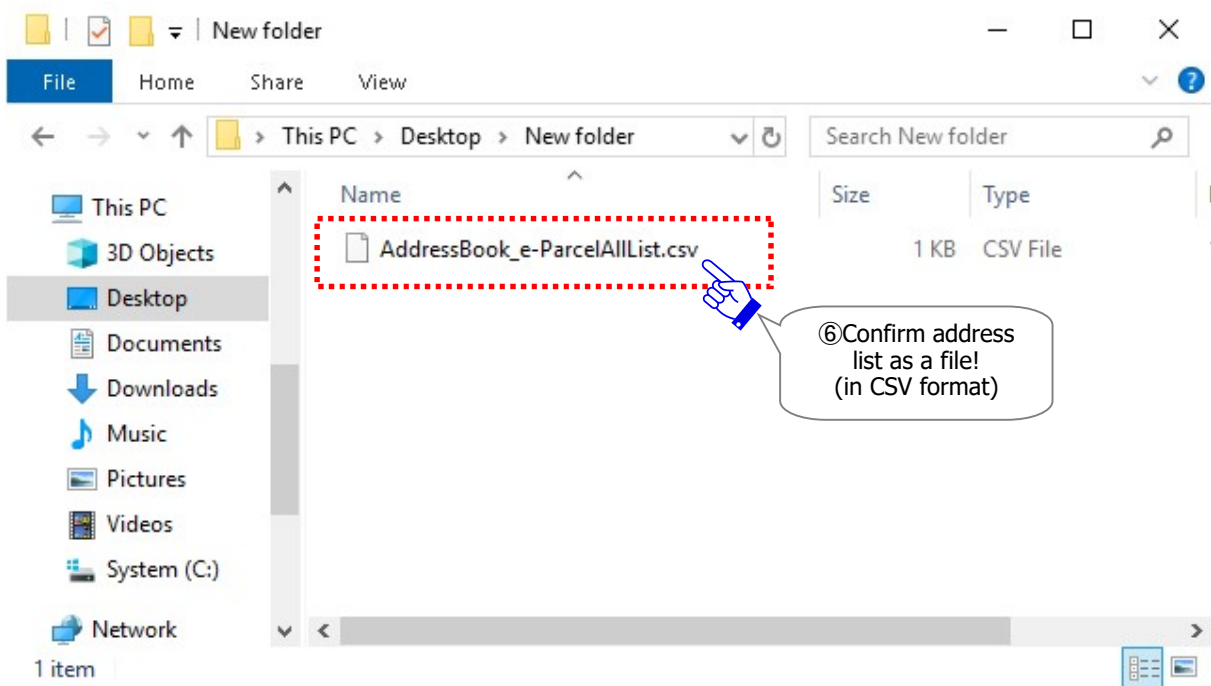 New folder
File Home Share View
This PC > Desktop > New folder Search New folder
Name Size Type
This PC
3D Objects
Desktop
Documents
Downloads
Music
Pictures
Videos
System (C:)
Network
AddressBook_e-ParcelAllList.csv 1 KB CSV File
⑥Confirm address
list as a file!
(in CSV format)
1 item